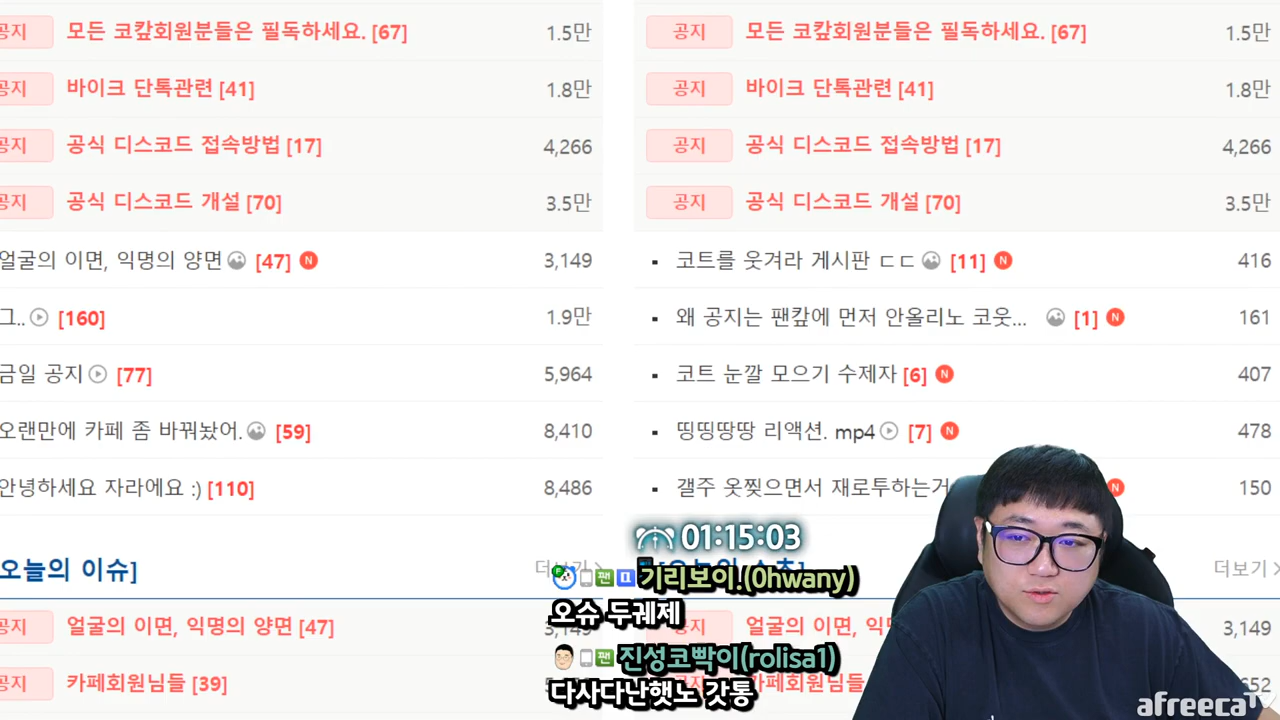 공지 모든 코캎회원분들은 필독하세요. [67] 1.5만
공지 바이크 단톡관련 [41] 1.8만
공지 공식 디스코드 접속방법 [17] 4,266
공지 공식 디스코드 개설 [70] 3.5만
얼굴의 이면, 익명의 양면 [47] N 3,149
그.. [160] 1.9만
금일 공지 [77] 5,964
오랜만에 카페 좀 바꿔놨어. [59] 8,410
안녕하세요 자라에요 :) [110] 8,486
오늘의 이슈]
공지 얼굴의 이면, 익명의 양면 [47]
공지 카페회원님들 [39]
공지 모든 코캎회원분들은 필독하세요. [67] 1.5만
공지 바이크 단톡관련 [41] 1.8만
공지 공식 디스코드 접속방법 [17] 4,266
공지 공식 디스코드 개설 [70] 3.5만
코트를 웃겨라 게시판 ㄷㄷ [11] N 416
왜 공지는 팬캎에 먼저 안올리노 코웃... [1] N 161
코트 눈깔 모으기 수제자 [6] N 407
띵띵땅땅 리액션. mp4 [7] N 478
갤주 옷찢으면서 재로투하는거 N 150
더보기
얼굴의 이면, 3,149
카페회원님들
01:15:03
기리보이.(0hwany)
오슈 두궤제
진성코빡이(rolisa1)
다사다난햇노 갓통
afreecaTV